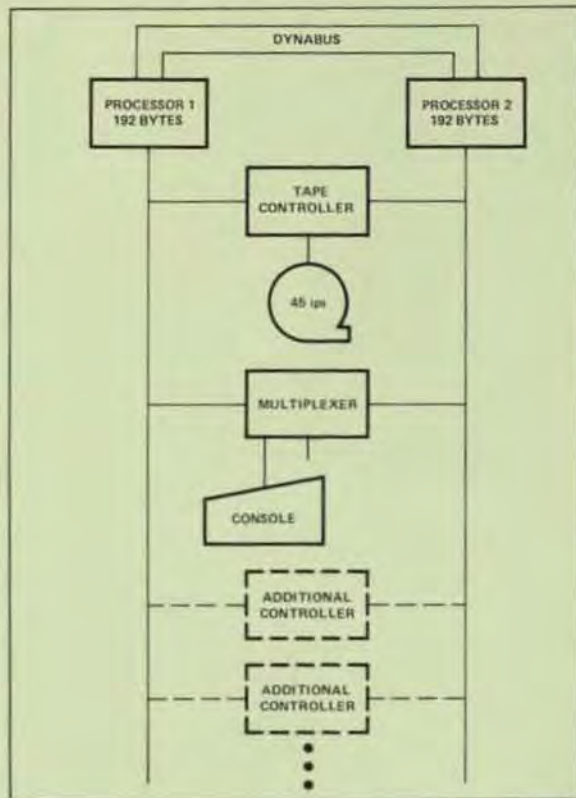 DYNABUS
PROCESSOR 1
192 BYTES
PROCESSOR 2
192 BYTES
TAPE
CONTROLLER
45 ips
MULTIPLEXER
CONSOLE
ADDITIONAL
CONTROLLER
ADDITIONAL
CONTROLLER